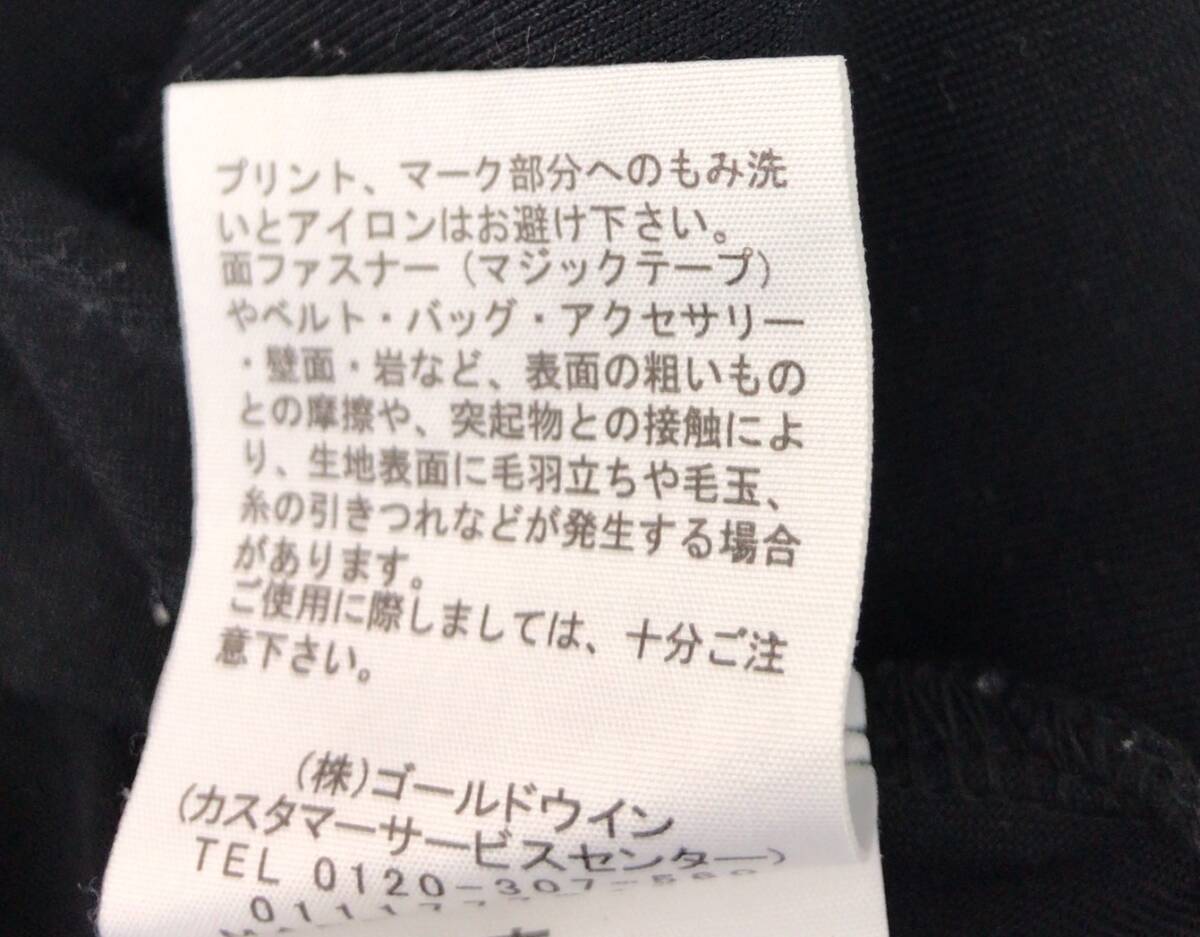 プリント、マーク部分へのもみ洗
いとアイロンはお避け下さい。
面ファスナー(マジックテープ)
やベルト・バッグ・アクセサリー
・壁面・岩など、表面の粗いもの
との摩擦や、突起物との接触によ
り、生地表面に毛羽立ちや毛玉、
糸の引きつれなどが発生する場合
があります。
ご使用に際しましては、十分ご注
意下さい。
(株)ゴールドウイン
(カスタマーサービスセンター)
TEL 0120-307-560